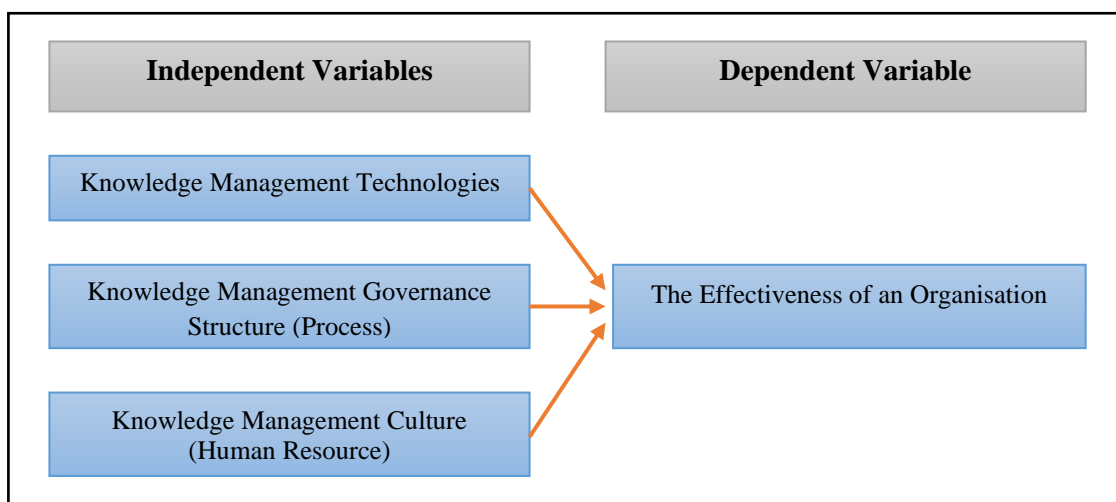 Independent Variables
Dependent Variable
Knowledge Management Technologies
Knowledge Management Governance
Structure (Process)
The Effectiveness of an Organisation
Knowledge Management Culture
(Human Resource)